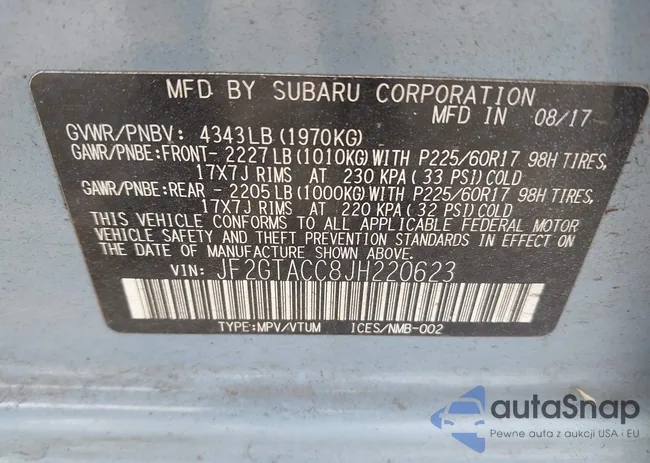 MFD BY SUBARU CORPORATION
MFD IN 08/17
GVWR/PNBV: 4343LB (1970KG)
GAWR/PNBE:FRONT- 2227LB (1010KG) WITH P225/60R17 98H TIRES,
17X7J RIMS AT 230 KPA (33 PSI) COLD
GAWR/PNBE:REAR - 2205LB (1000KG) WITH P225/60R17 98H TIRES,
17X7J RIMS AT 220 KPA (32 PSI) COLD
THIS VEHICLE CONFORMS TO ALL APPLICABLE FEDERAL MOTOR
VEHICLE SAFETY AND THEFT PREVENTION STANDARDS IN EFFECT ON
THE DATE OF MANUFACTURE SHOWN ABOVE.
VIN: JF2GTACC8JH220623
TYPE:MPV/VTUM ICES/NMB-002
autoSnap
Pewne auta z aukcji USA i EU